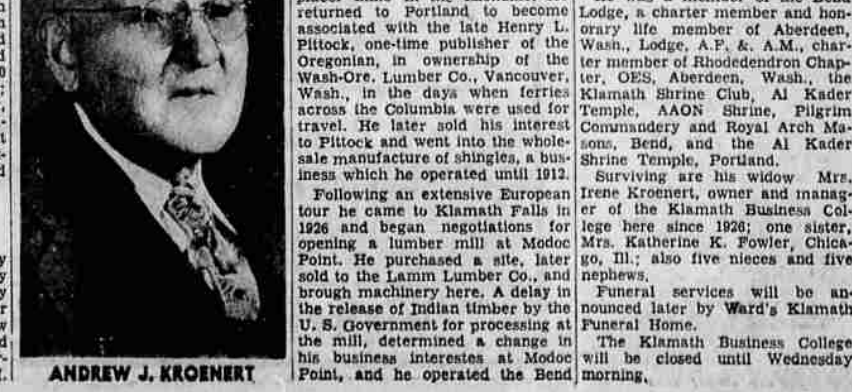 ANDREW J. KROENERT
returned to Portland to become
associated with the late Henry L.
Pittock, one-time publisher of the
Oregonian, in ownership of the
Wash-Ore. Lumber Co., Vancouver,
Wash., in the days when ferries
across the Columbia were used for
travel. He later sold his interest
to Pittock and went into the whole-
sale manufacture of shingles, a bus-
iness which he operated until 1912.
Following an extensive European
tour he came to Klamath Falls in
1926 and began negotiations for
opening a lumber mill at Modoc
Point. He purchased a site, later
sold to the Lamm Lumber Co., and
brough machinery here. A delay in
the release of Indian timber by the
U. S. Government for processing at
the mill, determined a change in
his business interestes at Modoc
Point, and he operated the Bend
Lodge, a charter member and hon-
orary life member of Aberdeen,
Wash., Lodge, A.F. &. A.M., char-
ter member of Rhodedendron Chap-
ter, OES, Aberdeen, Wash., the
Klamath Shrine Club, Al Kader
Temple, AAON Shrine, Pilgrim
Commandery and Royal Arch Ma-
sons, Bend, and the Al Kader
Shrine Temple, Portland.
Surviving are his widow Mrs.
Irene Kroenert, owner and manag-
er of the Klamath Business Col-
lege here since 1926; one sister,
Mrs. Katherine K. Fowler, Chica-
go, Ill.; also five nieces and five
nephews.
Funeral services will be an-
nounced later by Ward's Klamath
Funeral Home.
The Klamath Business College
will be closed until Wednesday
morning.